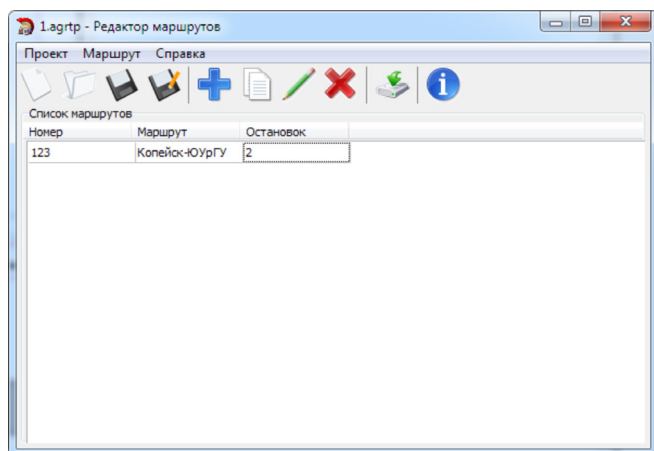 1.agrtp - Редактор маршрутов
Проект Маршрут Справка
Список маршрутов
Номер Маршрут Остановок
123 Копейск-ЮУрГУ 2